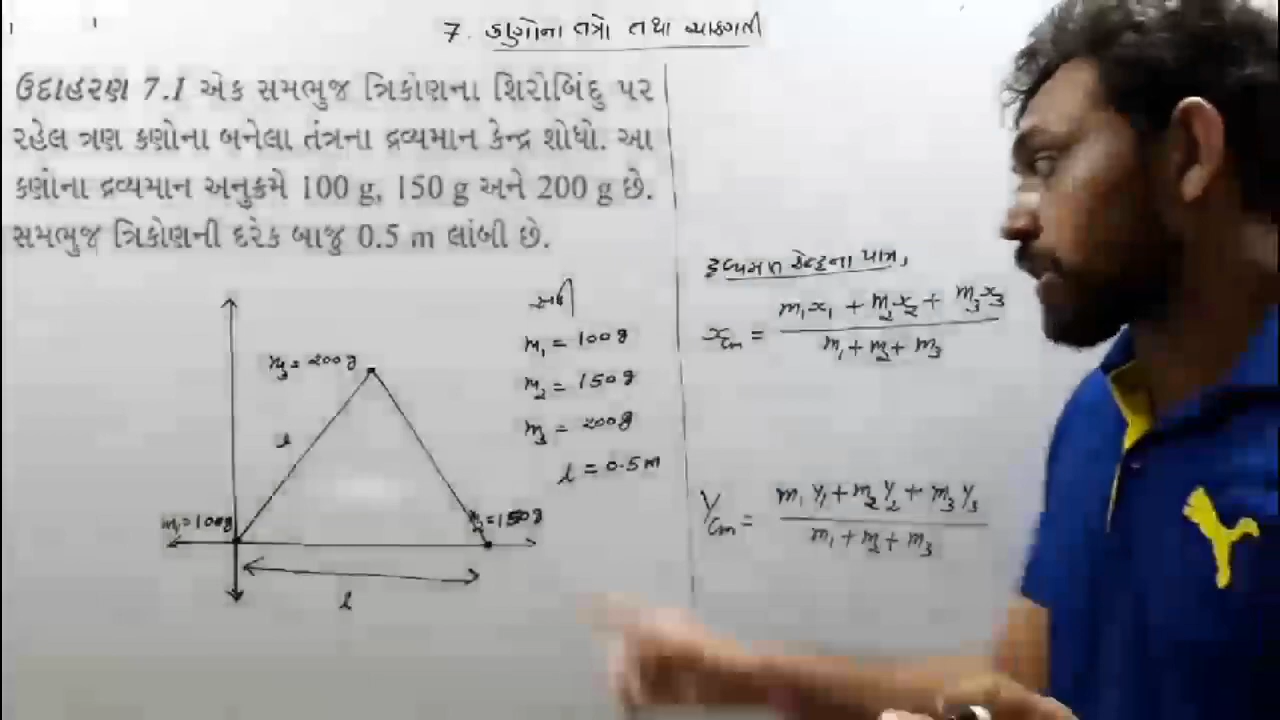 7. કણોના તંત્રો તથા ચાકગતી
ઉદાહરણ 7.1 એક સમભુજ ત્રિકોણના શિરોબિંદુ પર
રહેલ ત્રણ કણોના બનેલા તંત્રના દ્રવ્યમાન કેન્દ્ર શોધો. આ
કણોના દ્રવ્યમાન અનુક્રમે 100 g, 150 g અને 200 g છે.
સમભુજ ત્રિકોણની દરેક બાજુ 0.5 m લાંબી છે.
m₃ = 200g
l
m₁ = 100g
m₂ = 150g
l
m₁ = 100g
m₂ = 150g
m₃ = 200g
l = 0.5m
દ્રવ્યમાન કેન્દ્રના યામ,
x_cm = (m₁x₁ + m₂x₂ + m₃x₃) / (m₁ + m₂ + m₃)
Y_cm = (m₁y₁ + m₂y₂ + m₃y₃) / (m₁ + m₂ + m₃)